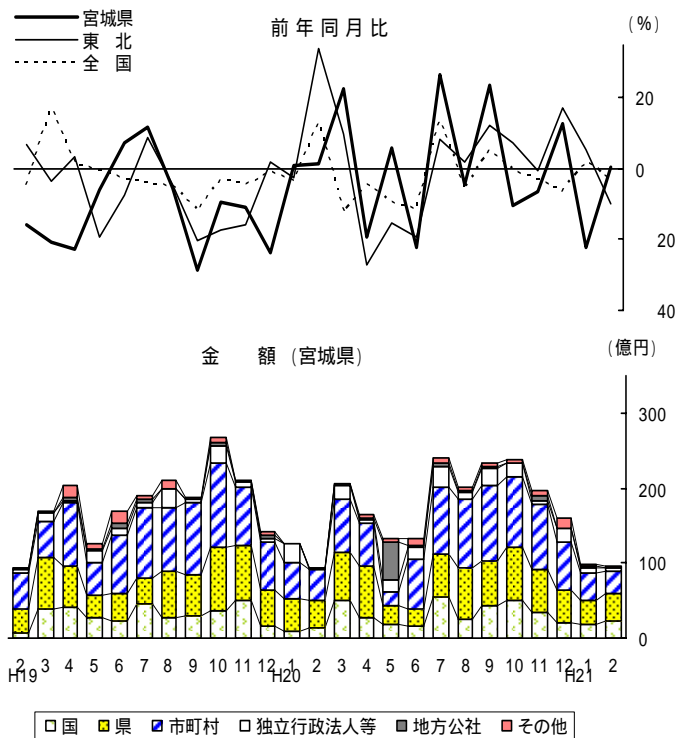 宮城県
東 北
全 国
前年同月比
(%)
20
0
20
40
金 額 (宮城県)
(億円)
300
200
100
0
2 3 4 5 6 7 8 9 10 11 12 1 2 3 4 5 6 7 8 9 10 11 12 1 2
H19 H20 H21
国 県 市町村 独立行政法人等 地方公社 その他